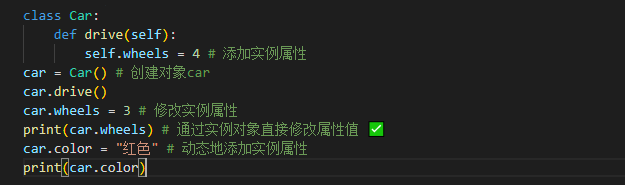 class Car:
    def drive(self):
        self.wheels = 4 # 添加实例属性
car = Car() # 创建对象car
car.drive()
car.wheels = 3 # 修改实例属性
print(car.wheels) # 通过实例对象直接修改属性值 ✅
car.color = "红色" # 动态地添加实例属性
print(car.color)